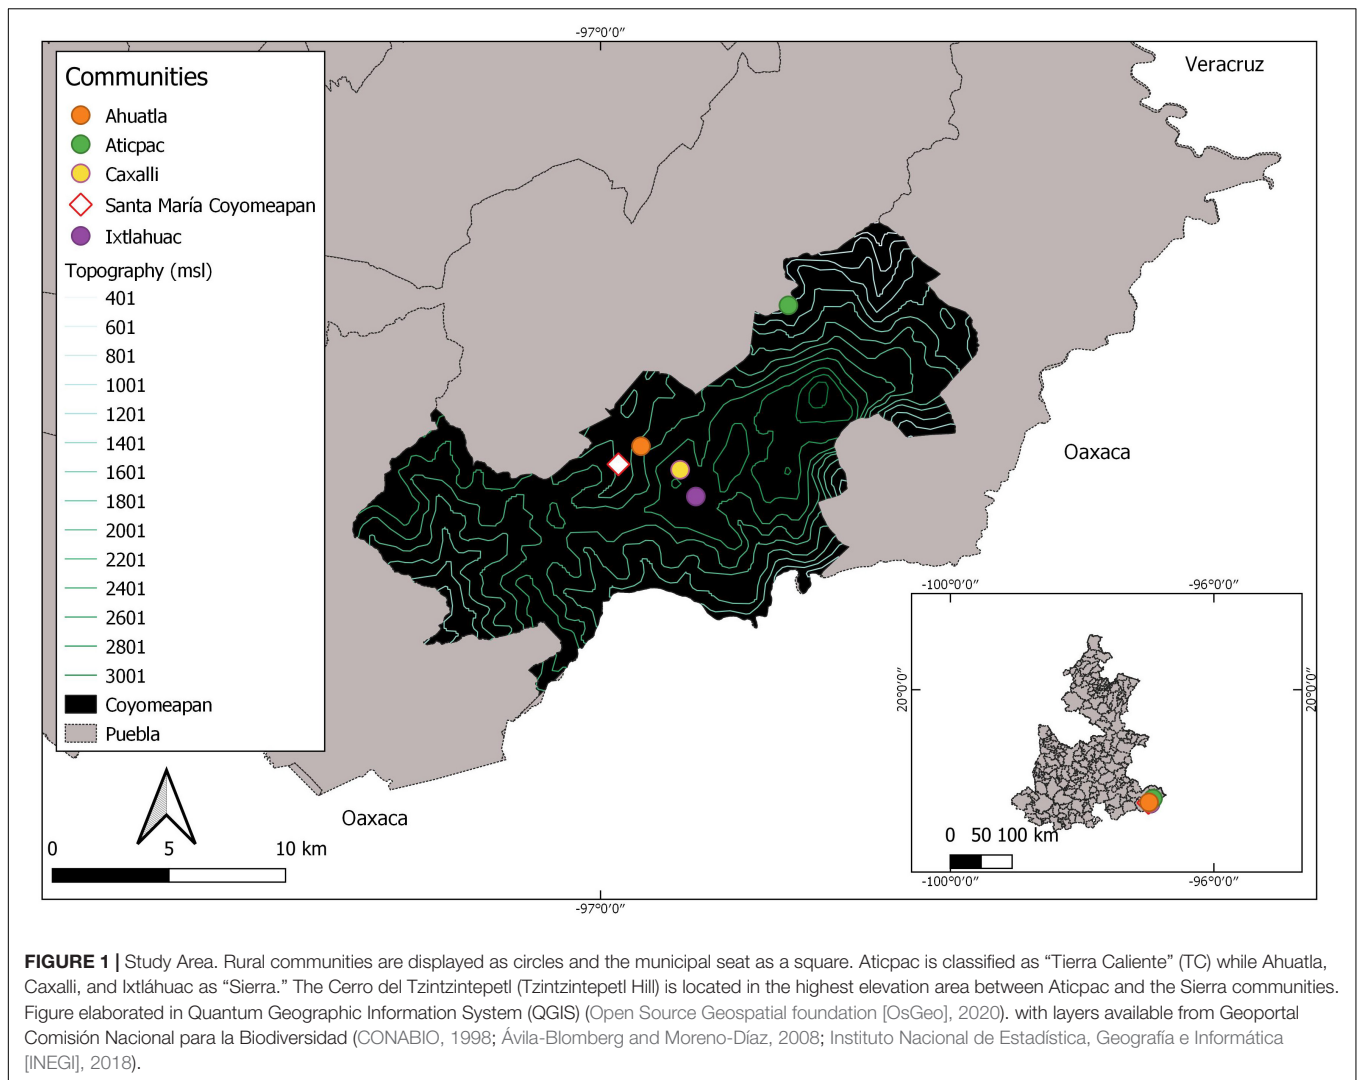 -97°0'0"
Veracruz
Communities
Ahuatla
Aticpac
Caxalli
Santa María Coyomeapan
Ixtlahuac
Topography (msl)
401
601
801
1001
1201
1401
1601
1801
2001
2201
2401
2601
2801
3001
Coyomeapan
Puebla
Oaxaca
Oaxaca
0 5 10 km
-97°0'0"
-100°0'0" -96°0'0"
20°0'0" 20°0'0"
0 50 100 km
-100°0'0" -96°0'0"
FIGURE 1 | Study Area. Rural communities are displayed as circles and the municipal seat as a square. Aticpac is classified as “Tierra Caliente” (TC) while Ahuatla,
Caxalli, and Ixtláhuac as “Sierra.” The Cerro del Tzintzintepetl (Tzintzintepetl Hill) is located in the highest elevation area between Aticpac and the Sierra communities.
Figure elaborated in Quantum Geographic Information System (QGIS) (Open Source Geospatial foundation [OsGeo], 2020). with layers available from Geoportal
Comisión Nacional para la Biodiversidad (CONABIO, 1998; Ávila-Blomberg and Moreno-Díaz, 2008; Instituto Nacional de Estadística, Geografía e Informática
[INEGI], 2018).